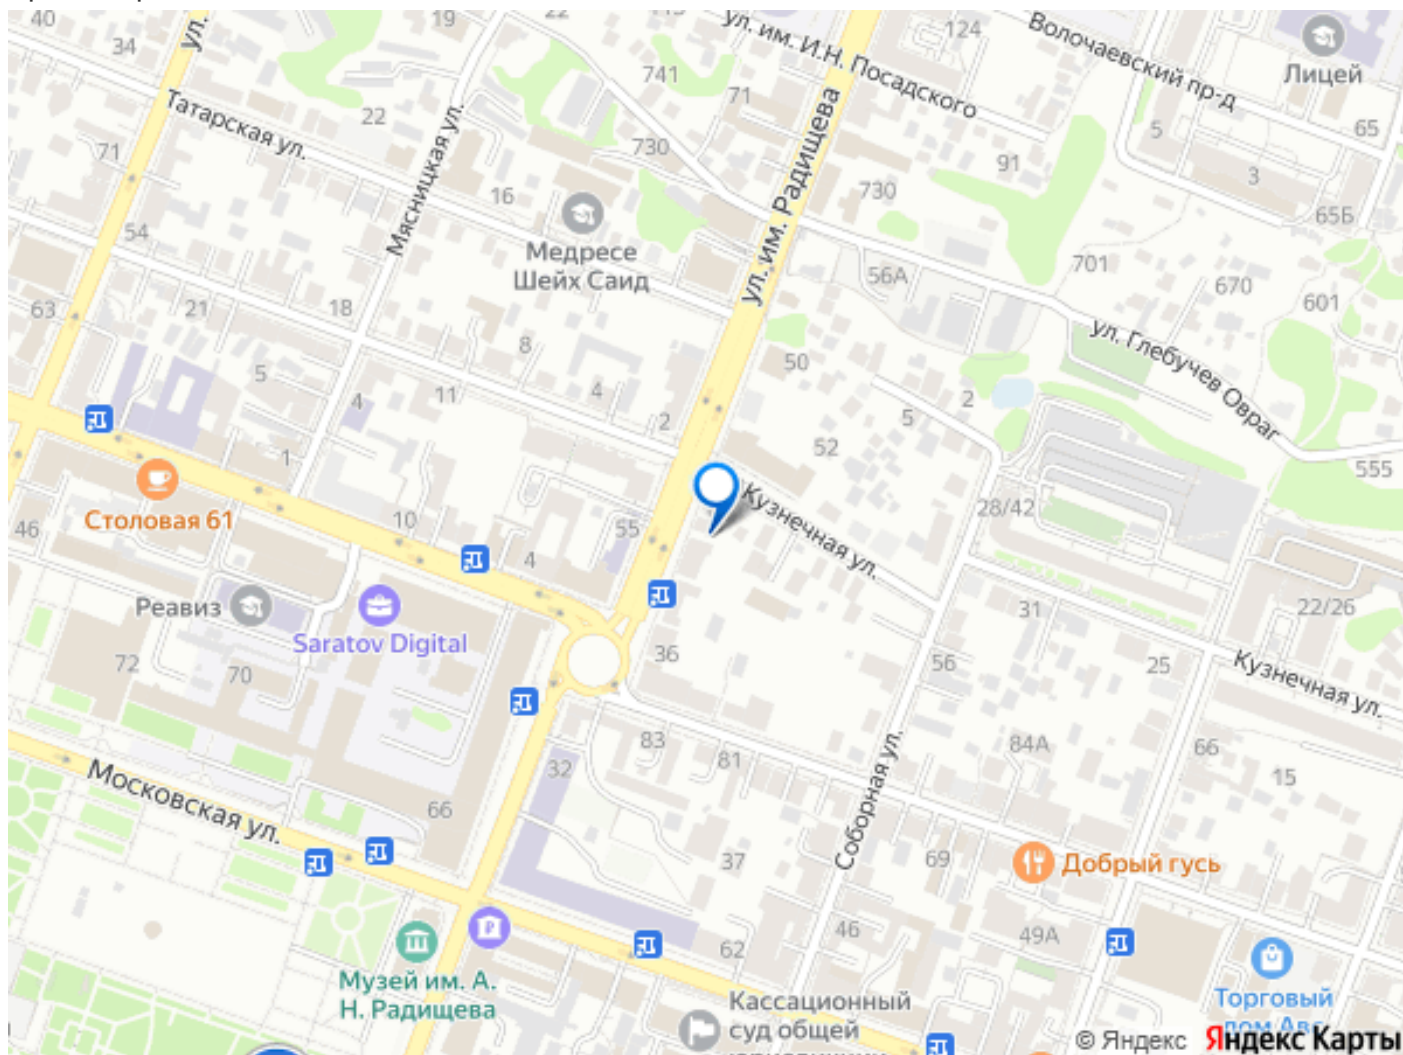 40
34
ул.
19
22
741
71
ул. им. И.Н. Посадского
124
Волочаевский пр-д
Лицей
Татарская ул.
22
Мясницкая ул.
730
ул. им. Радищева
91
5
65
3
65Б
71
16
730
54
Медресе
Шейх Саид
56А
701
670
601
63
21
18
8
50
ул. Глебучев Овраг
5
4
11
4
2
2
5
52
1
555
Столовая 61
46
10
4
55
Кузнечная ул.
28/42
Реавиз
Saratov Digital
72
70
36
31
22/26
56
25
Кузнечная ул.
83
81
32
84А
66
15
Московская ул.
66
37
Соборная ул.
69
Добрый гусь
Музей им. А.
Н. Радищева
62
46
49А
Кассационный
суд общей
юрисдикции
Торговый
дом Авс
© Яндекс Яндекс Карты